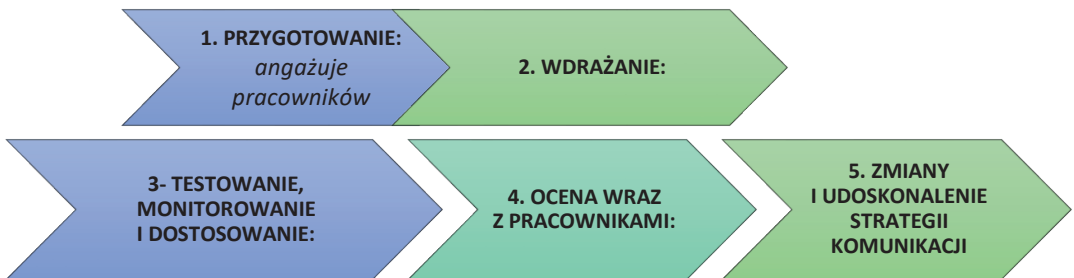 1. PRZYGOTOWANIE:
angażuje
pracowników
2. WDRAŻANIE:
3- TESTOWANIE,
MONITOROWANIE
I DOSTOSOWANIE:
4. OCENA WRAZ
Z PRACOWNIKAMI:
5. ZMIANY
I UDOSKONALENIE
STRATEGII
KOMUNIKACJI